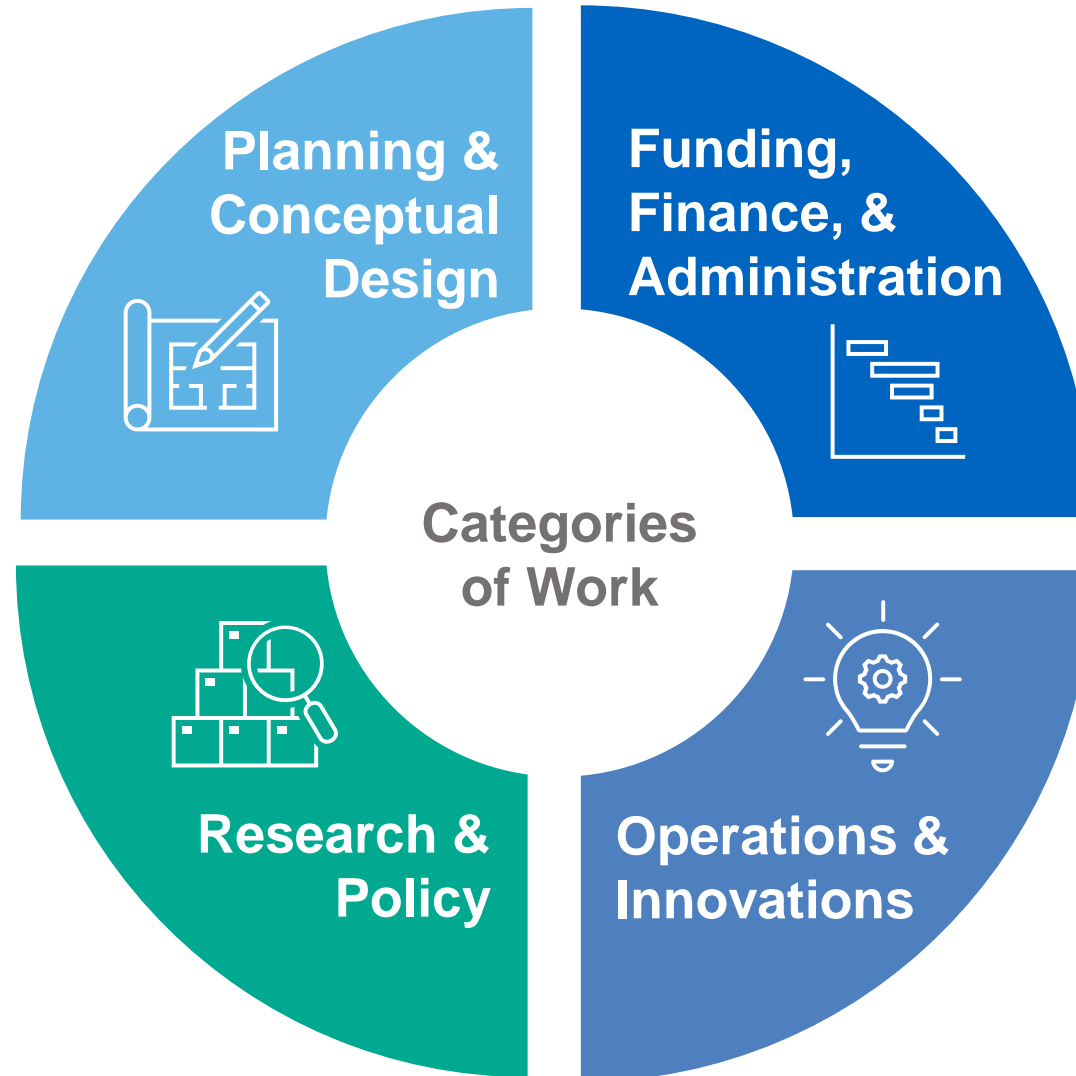 Planning &
Conceptual
Design
Funding,
Finance, &
Administration
Categories
of Work
Research &
Policy
Operations &
Innovations